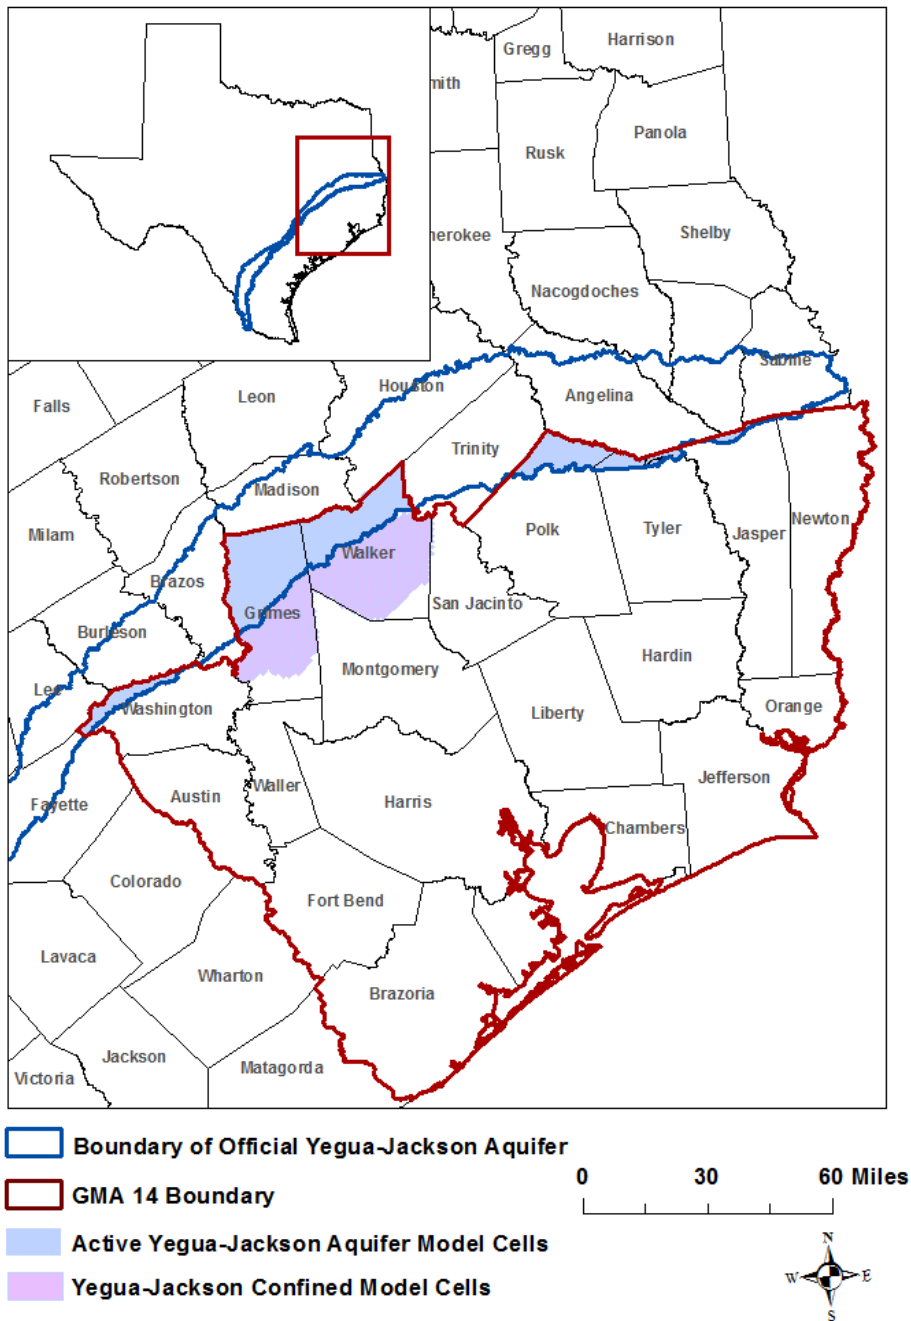 Gregg
Harrison
mith
Panola
Rusk
Shelby
herokee
Nacogdoches
Sabine
Houston
Angelina
Leon
Falls
Trinity
Robertson
Madison
Newton
Milam
Polk
Tyler
Jasper
Walker
Brazos
San Jacinto
Grimes
Burleson
Hardin
Montgomery
Lee
Washington
Orange
Liberty
Jefferson
Waller
Austin
Harris
Fayette
Chambers
Colorado
Fort Bend
Lavaca
Wharton
Brazoria
Jackson
Matagorda
Victoria
Boundary of Official Yegua-Jackson Aquifer
GMA 14 Boundary
Active Yegua-Jackson Aquifer Model Cells
Yegua-Jackson Confined Model Cells
0 30 60 Miles
N
W E
S